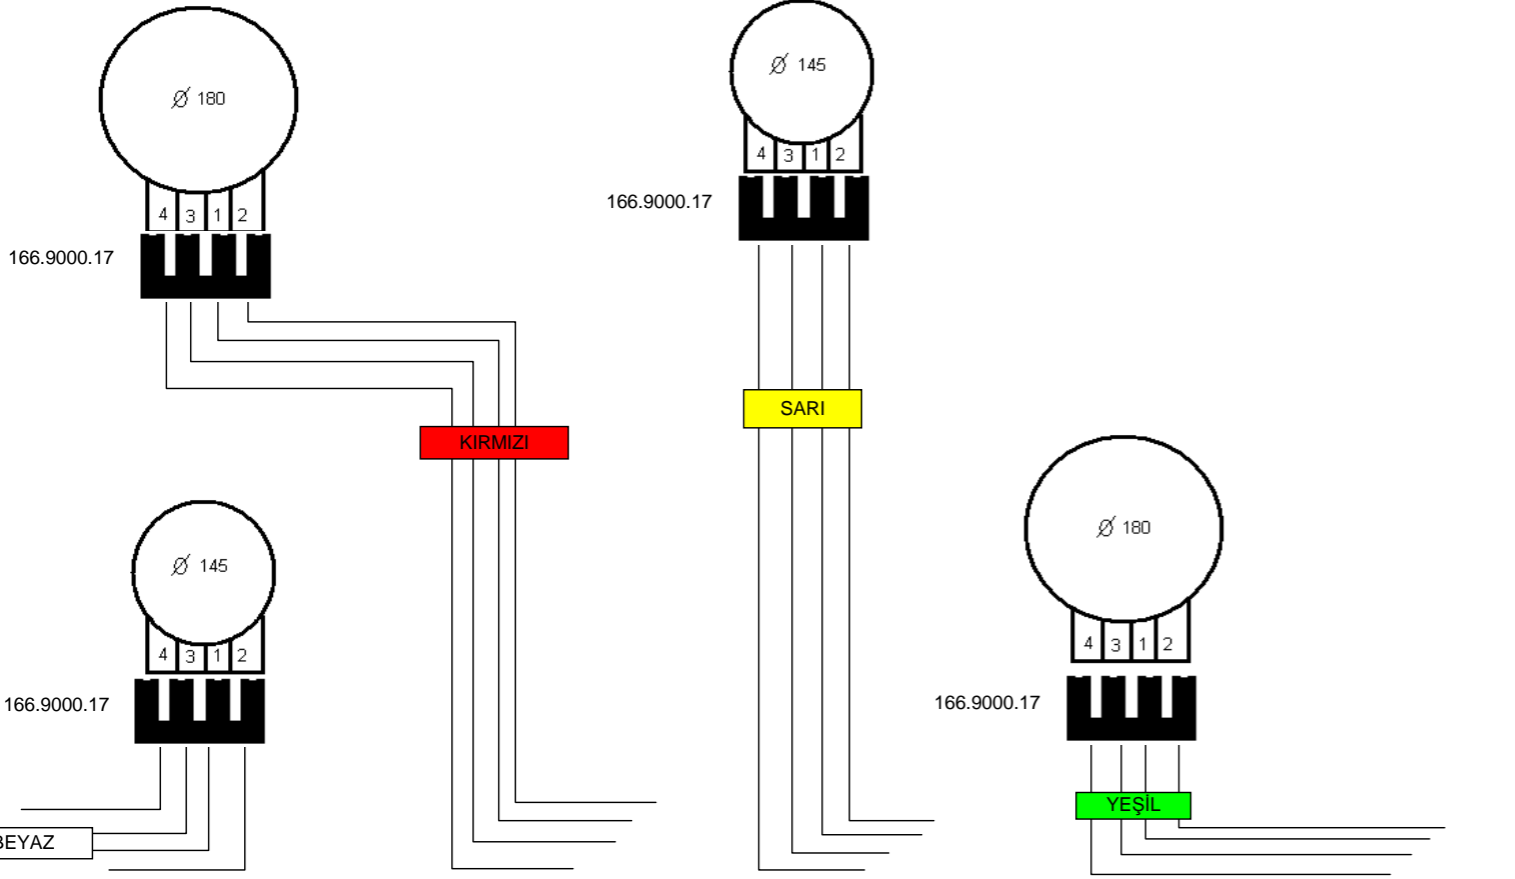 Ø 180
4 3 1 2
166.9000.17
KIRMIZI
Ø 145
4 3 1 2
166.9000.17
SARI
Ø 145
4 3 1 2
166.9000.17
BEYAZ
Ø 180
4 3 1 2
166.9000.17
YEŞİL